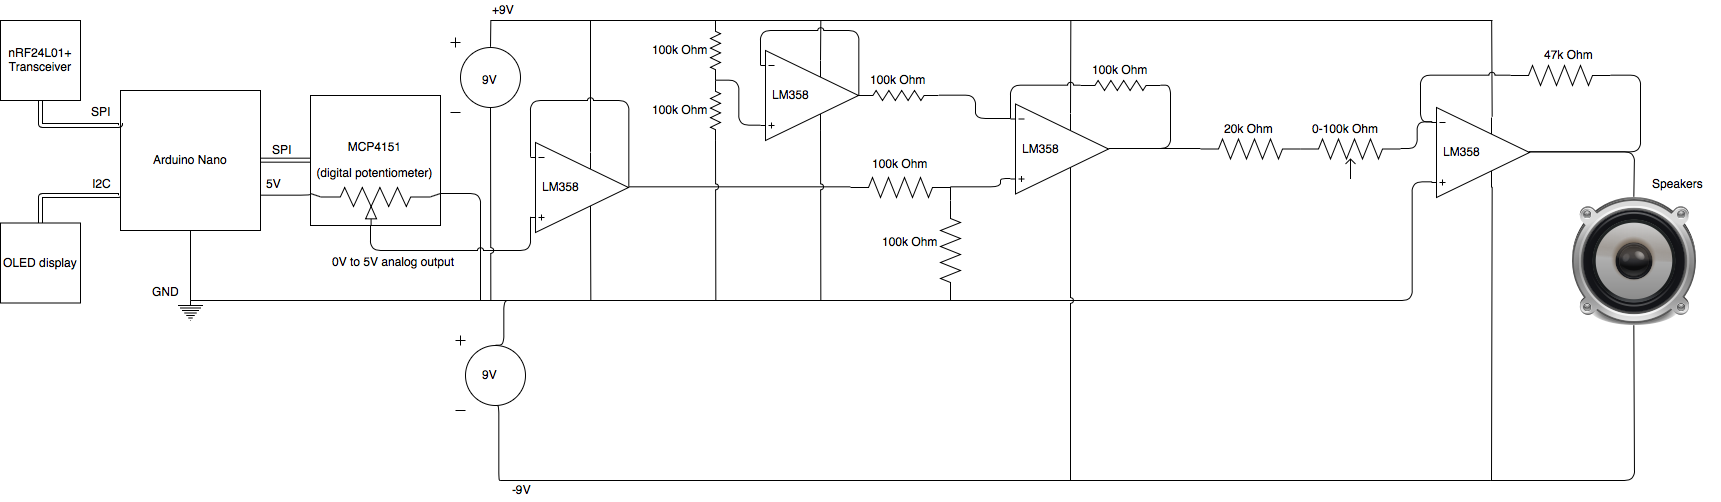 +9V
nRF24L01+
Transceiver
SPI
+
9V
−
100k Ohm
100k Ohm
−
LM358
+
100k Ohm
100k Ohm
−
LM358
+
20k Ohm
0-100k Ohm
47k Ohm
−
LM358
+
Speakers
Arduino Nano
SPI
5V
MCP4151
(digital potentiometer)
−
LM358
+
100k Ohm
100k Ohm
I2C
OLED display
0V to 5V analog output
GND
+
9V
−
-9V